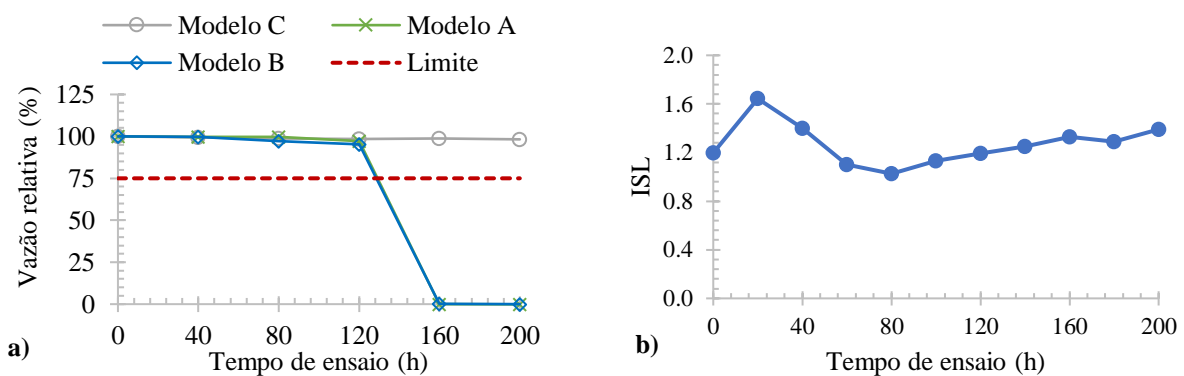 Modelo C
Modelo A
Modelo B
Limite
Vazão relativa (%)
125
100
75
50
25
0
0 40 80 120 160 200
Tempo de ensaio (h)
a)
ISL
1.6
1.2
0.8
0.4
0.0
0 40 80 120 160 200
Tempo de ensaio (h)
b)
2.0